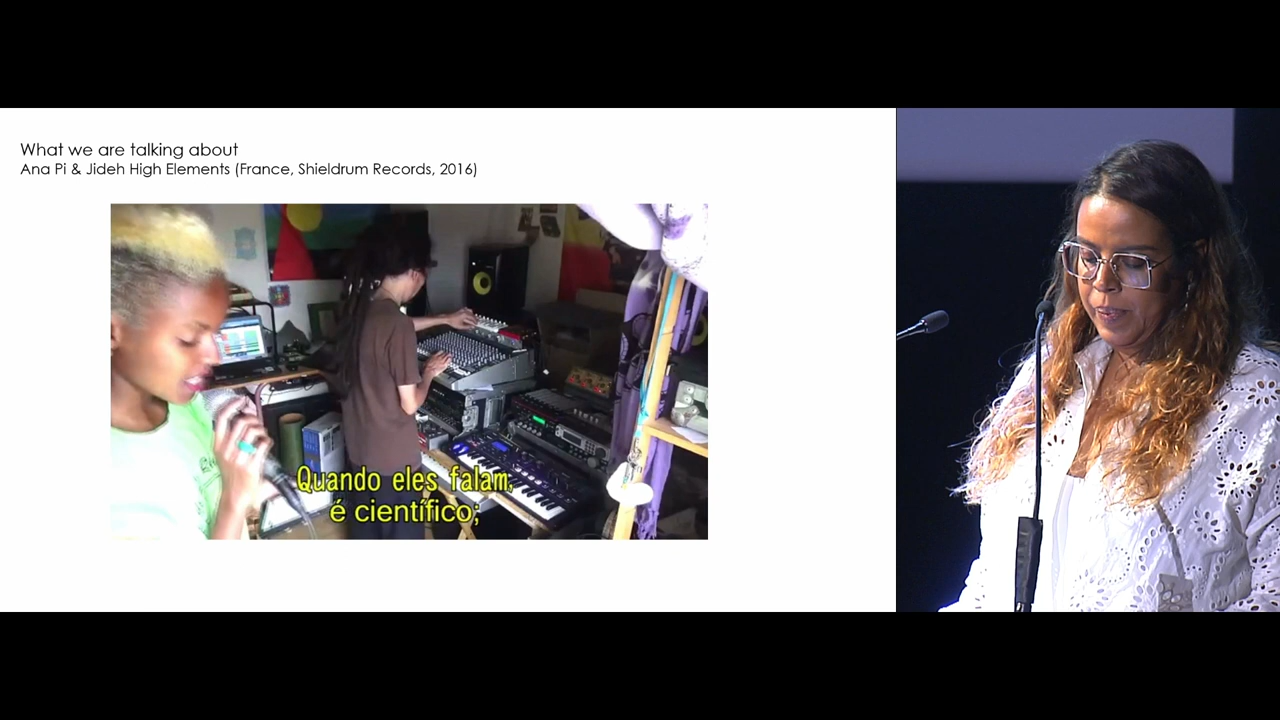 What we are talking about
Ana Pi & Jideh High Elements (France, Shieldrum Records, 2016)
Quando eles falam,
é científico;